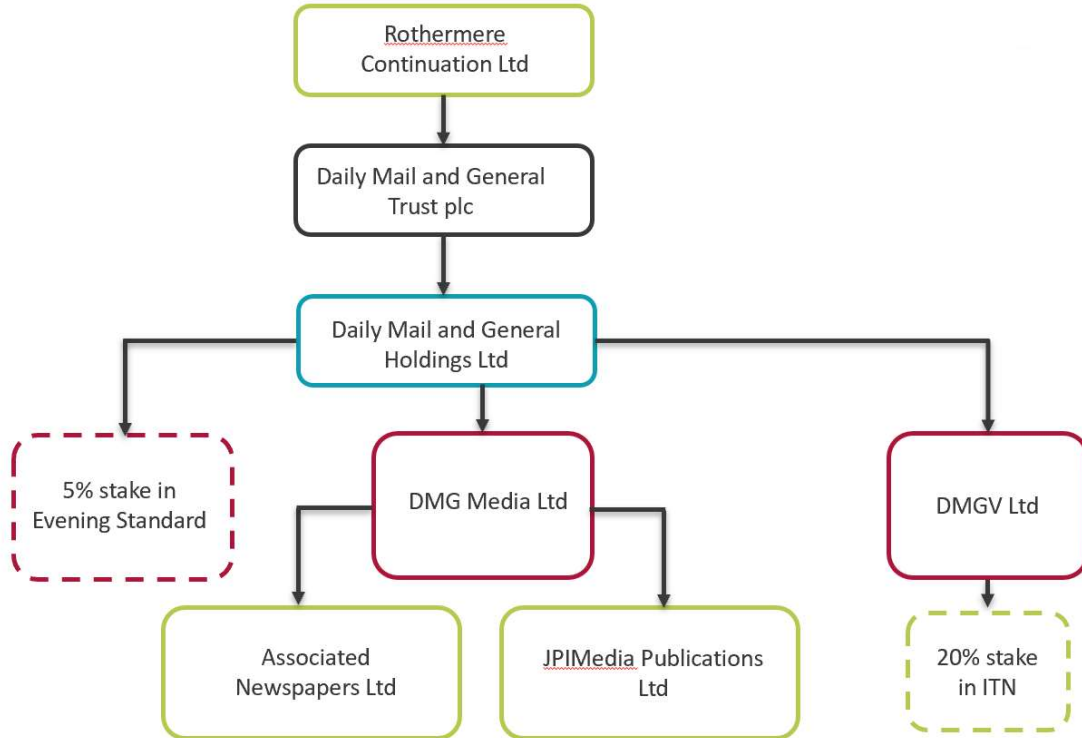 Rothermere
Continuation Ltd
Daily Mail and General
Trust plc
Daily Mail and General
Holdings Ltd
5% stake in
Evening Standard
DMG Media Ltd
DMGV Ltd
Associated
Newspapers Ltd
JPIMedia Publications
Ltd
20% stake
in ITN